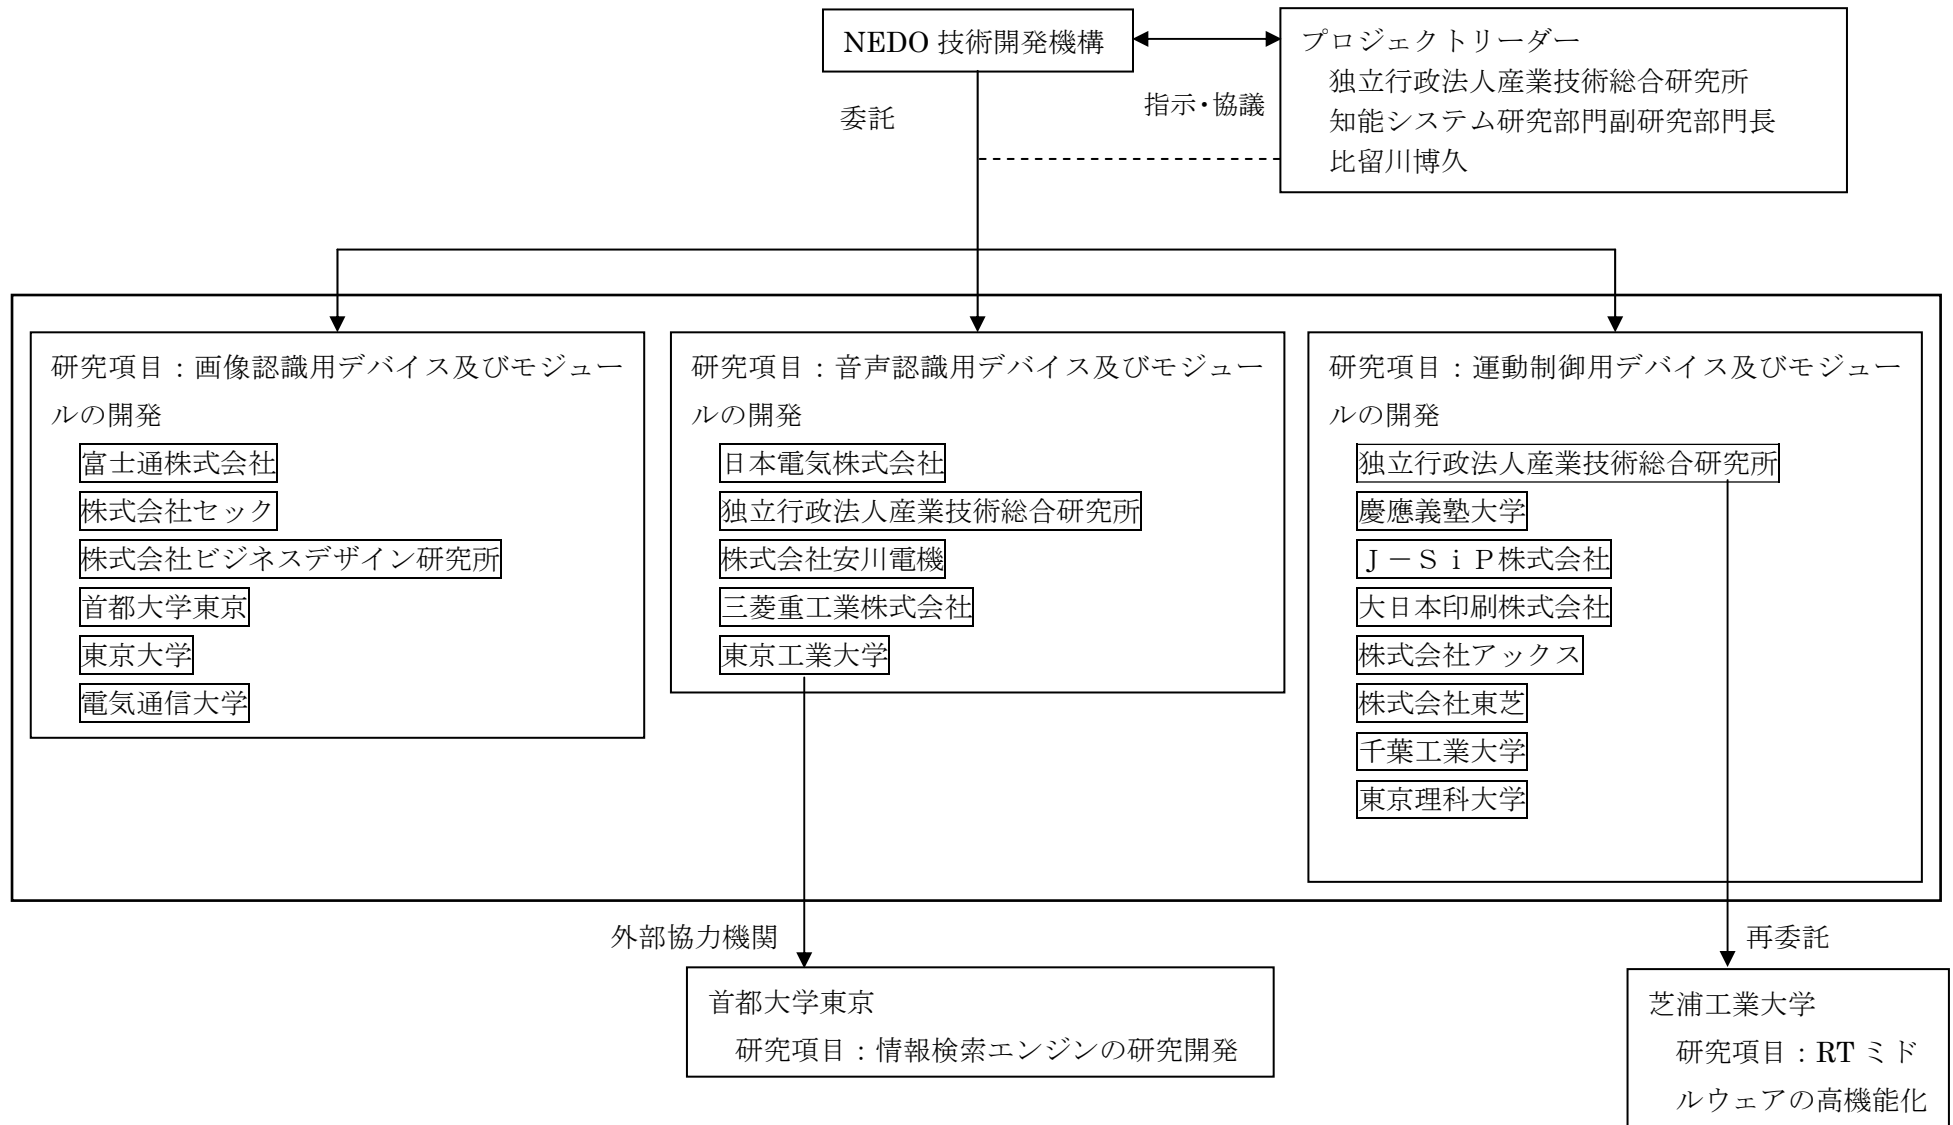 NEDO 技術開発機構
プロジェクトリーダー
独立行政法人産業技術総合研究所
知能システム研究部門副研究部門長
比留川博久
委託
指示・協議
研究項目：画像認識用デバイス及びモジュー
ルの開発
富士通株式会社
株式会社セック
株式会社ビジネスデザイン研究所
首都大学東京
東京大学
電気通信大学
研究項目：音声認識用デバイス及びモジュー
ルの開発
日本電気株式会社
独立行政法人産業技術総合研究所
株式会社安川電機
三菱重工業株式会社
東京工業大学
研究項目：運動制御用デバイス及びモジュー
ルの開発
独立行政法人産業技術総合研究所
慶應義塾大学
Ｊ－ＳｉＰ株式会社
大日本印刷株式会社
株式会社アックス
株式会社東芝
千葉工業大学
東京理科大学
外部協力機関
首都大学東京
研究項目：情報検索エンジンの研究開発
再委託
芝浦工業大学
研究項目：RT ミド
ルウェアの高機能化